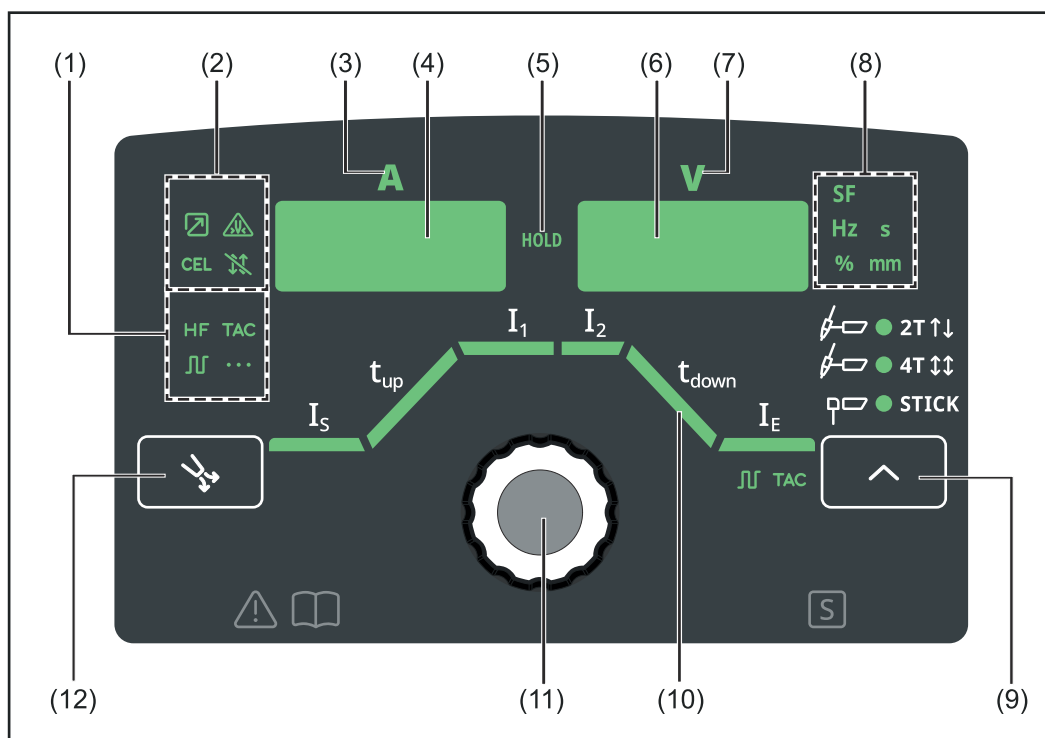 (1) (2) (3) (4) (5) (6) (7) (8)
A V
SF
HOLD Hz s
CEL % mm
HF TAC I₁ I₂ 2T ↑↓
... tup tdown 4T ↕↕
IS IE STICK
TAC
S
(12) (11) (10) (9)